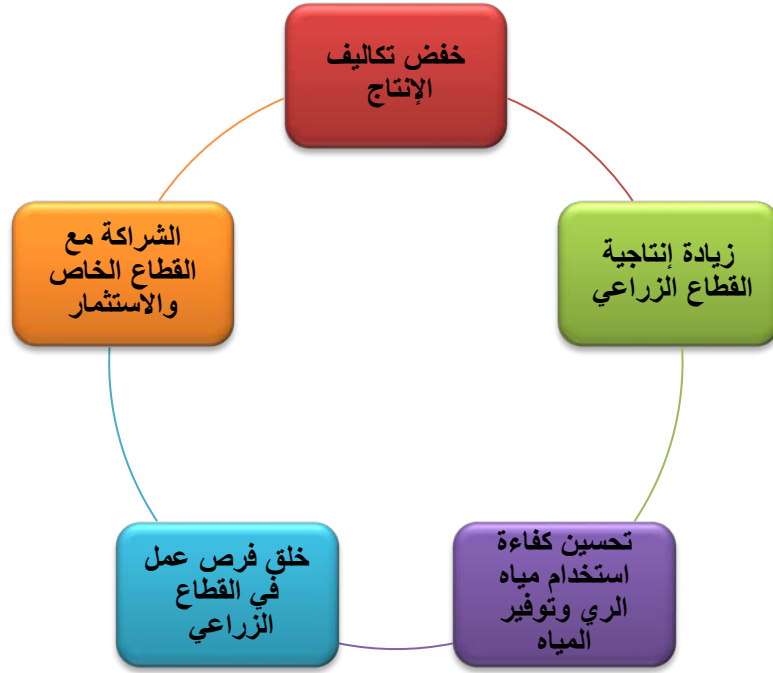 خفض تكاليف
الإنتاج
زيادة إنتاجية
القطاع الزراعي
تحسين كفاءة
استخدام مياه
الري وتوفير
المياه
خلق فرص عمل
في القطاع
الزراعي
الشراكة مع
القطاع الخاص
والاستثمار